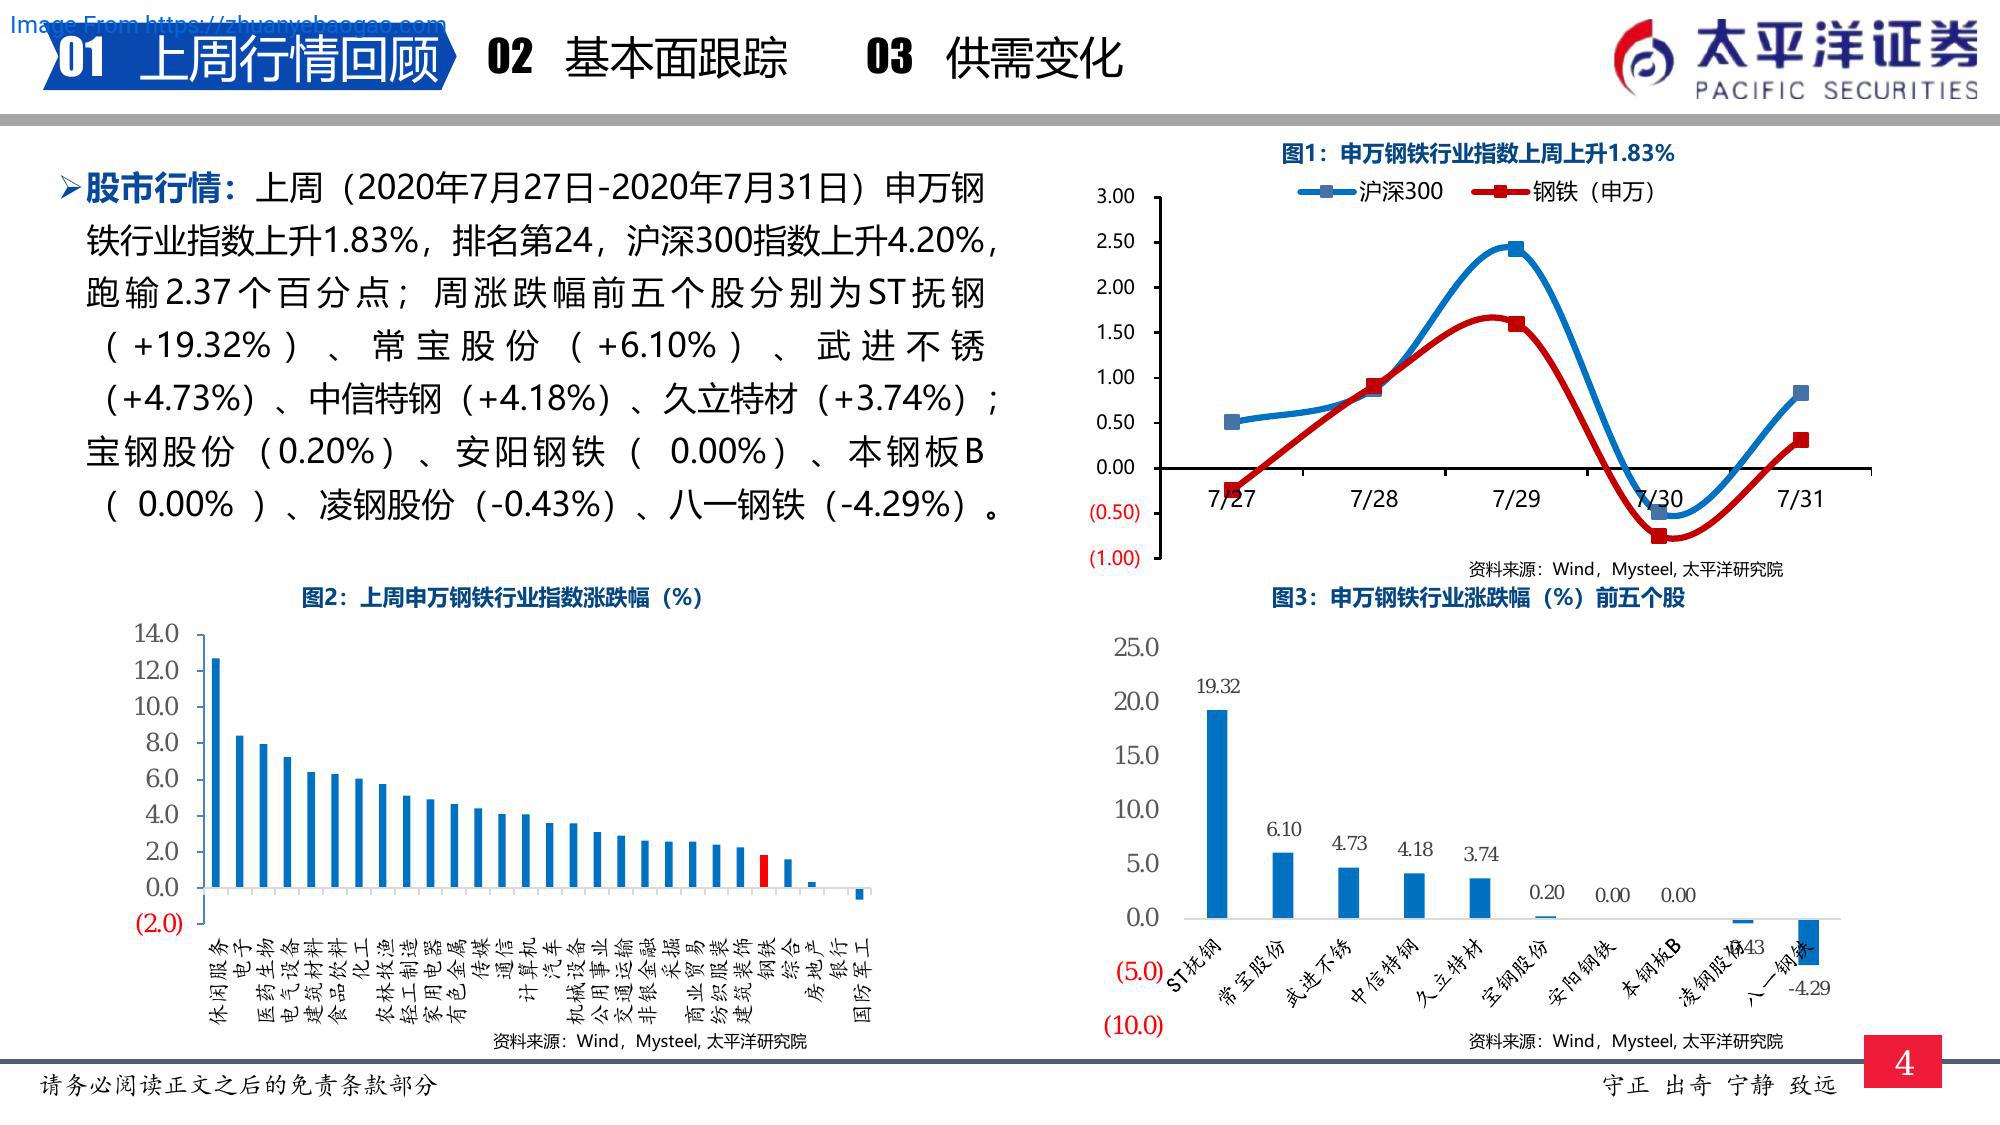 Image From https://zhuanyebaogao.com
01 上周行情回顾 02 基本面跟踪 03 供需变化
太平洋证券
PACIFIC SECURITIES
➢股市行情：上周（2020年7月27日-2020年7月31日）申万钢
铁行业指数上升1.83%，排名第24，沪深300指数上升4.20%，
跑输2.37个百分点；周涨跌幅前五个股分别为ST抚钢
（+19.32%）、常宝股份（+6.10%）、武进不锈
（+4.73%）、中信特钢（+4.18%）、久立特材（+3.74%）；
宝钢股份（0.20%）、安阳钢铁（ 0.00%）、本钢板B
（ 0.00% ）、凌钢股份（-0.43%）、八一钢铁（-4.29%）。
图1：申万钢铁行业指数上周上升1.83%
沪深300 钢铁（申万）
3.00
2.50
2.00
1.50
1.00
0.50
0.00
(0.50)
(1.00)
7/27 7/28 7/29 7/30 7/31
资料来源：Wind，Mysteel, 太平洋研究院
图2：上周申万钢铁行业指数涨跌幅（%）
14.0
12.0
10.0
8.0
6.0
4.0
2.0
0.0
(2.0)
休闲服务
电子
医药生物
电气设备
建筑材料
食品饮料
化工
农林牧渔
轻工制造
家用电器
有色金属
传媒
通信
计算机
汽车
机械设备
公用事业
交通运输
非银金融
采掘
商业贸易
纺织服装
建筑装饰
钢铁
综合
房地产
银行
国防军工
资料来源：Wind，Mysteel, 太平洋研究院
图3：申万钢铁行业涨跌幅（%）前五个股
25.0
20.0
15.0
10.0
5.0
0.0
(5.0)
(10.0)
19.32
6.10
4.73
4.18
3.74
0.20
0.00
0.00
-0.43
-4.29
ST抚钢
常宝股份
武进不锈
中信特钢
久立特材
宝钢股份
安阳钢铁
本钢板B
凌钢股份
八一钢铁
资料来源：Wind，Mysteel, 太平洋研究院
请务必阅读正文之后的免责条款部分
守正 出奇 宁静 致远
4